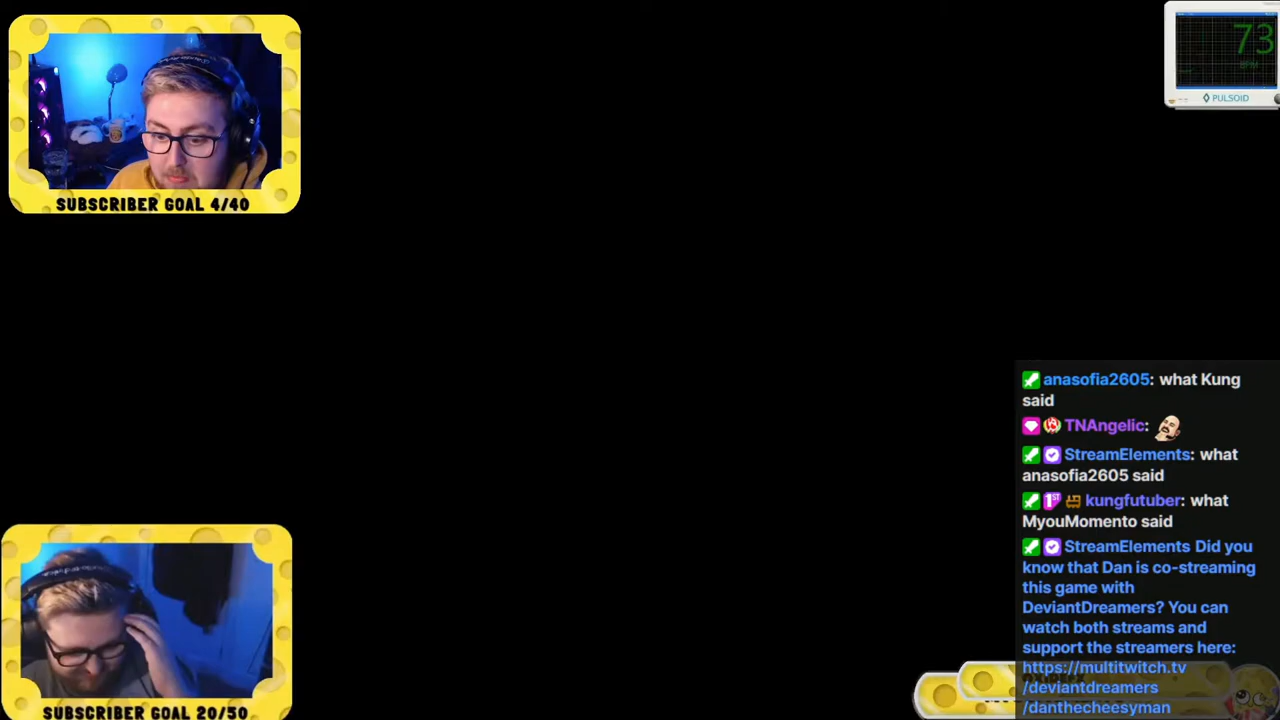 73
BPM
PULSOID
SUBSCRIBER GOAL 4/40
anasofia2605: what Kung
said
TNAngelic:
StreamElements: what
anasofia2605 said
1ST kungfutuber: what
MyouMomento said
StreamElements Did you
know that Dan is co-streaming
this game with
DeviantDreamers? You can
watch both streams and
support the streamers here:
https://multitwitch.tv
/deviantdreamers
/danthecheesyman
SUBSCRIBER GOAL 20/50